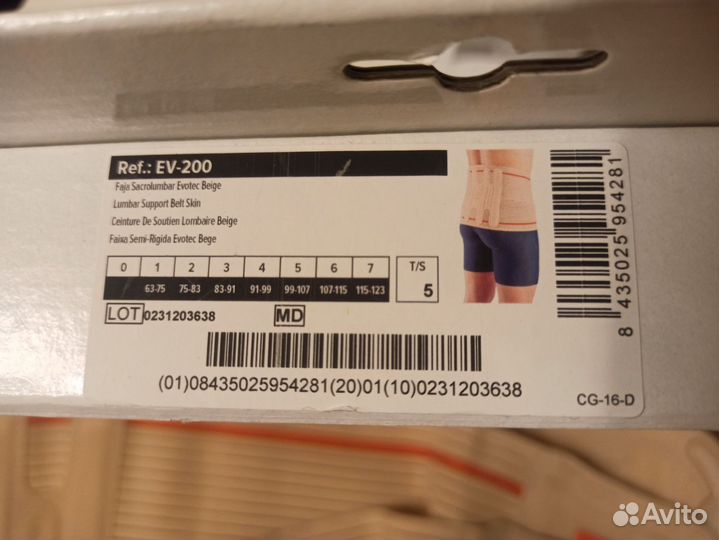 Ref.: EV-200
Faja Sacrolumbar Evotec Beige
Lumbar Support Belt Skin
Ceinture De Soutien Lombaire Beige
Faixa Semi-Rigida Evotec Bege
0 1 2 3 4 5 6 7 T/S
63-75 75-83 83-91 91-99 99-107 107-115 115-123 5
LOT 0231203638 MD
(01)08435025954281(20)01(10)0231203638
CG-16-D
8 435025 954281
Avito